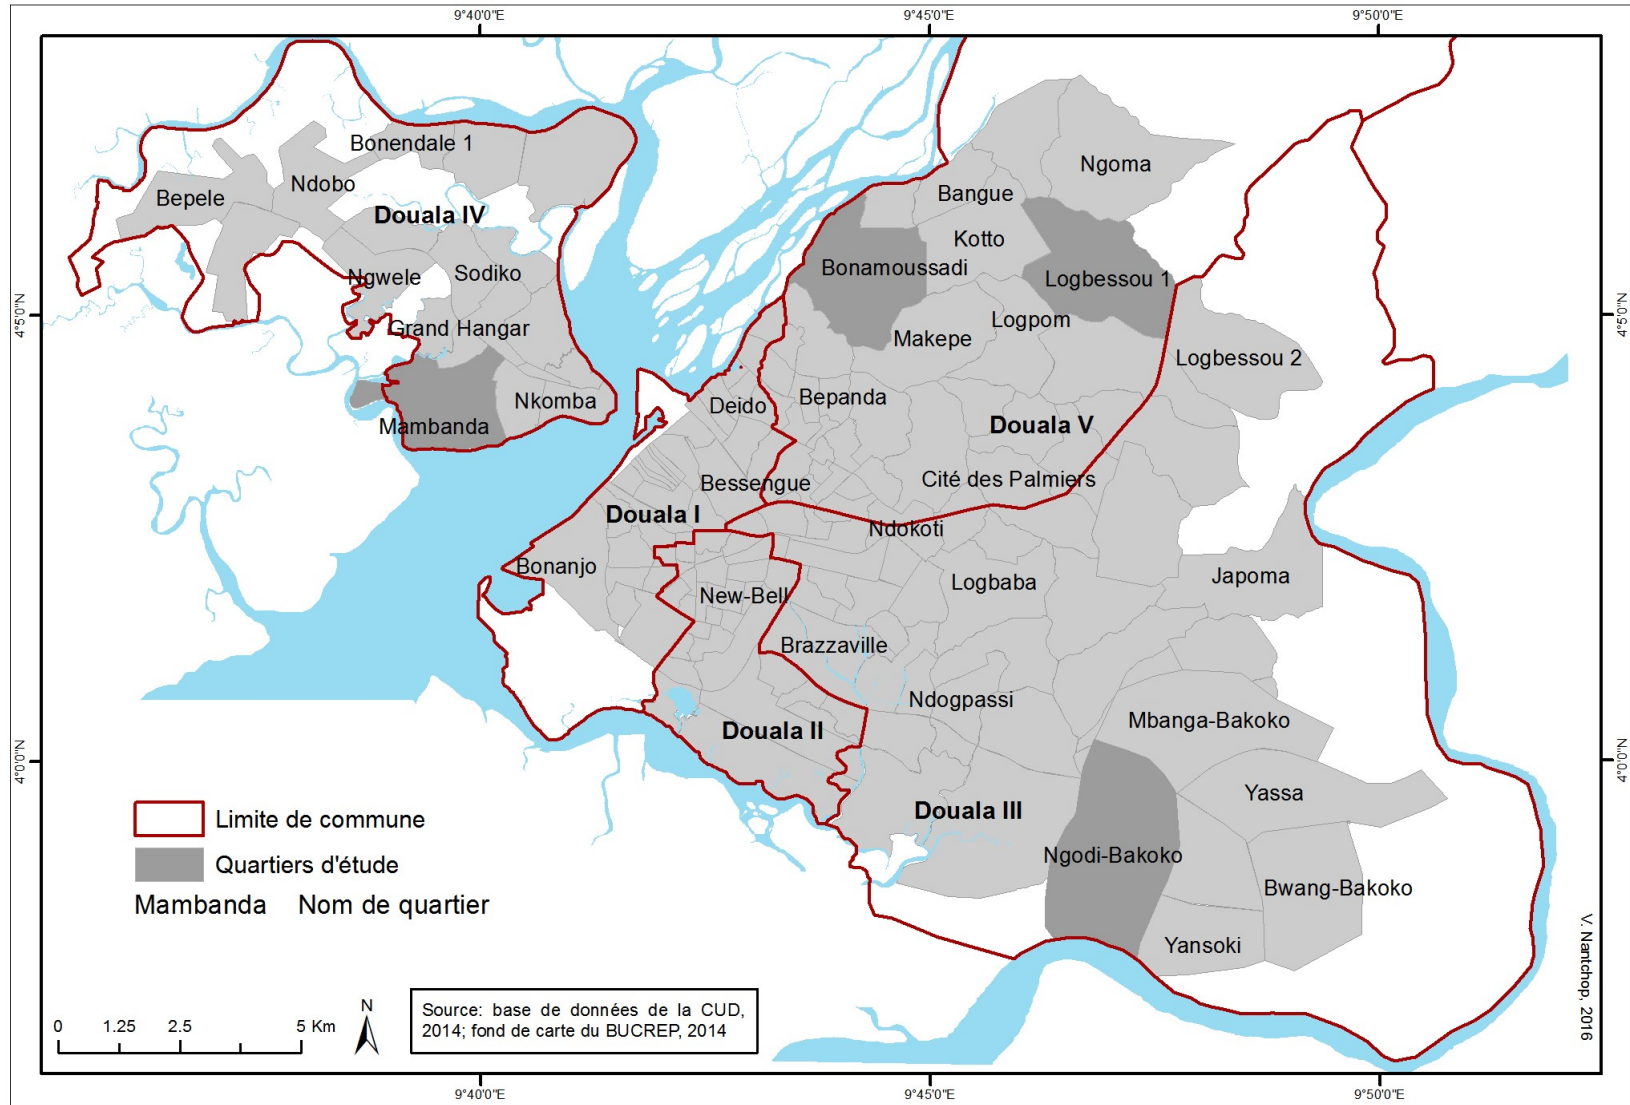 9°40'0"E
9°45'0"E
9°50'0"E
Bonendale 1
Ngoma
Ndobo
Bepele
Bangue
Douala IV
Kotto
Ngwele
Sodiko
Bonamoussadi
Logbessou 1
4°5'0"N
4°5'0"N
Grand Hangar
Logpom
Makepe
Logbessou 2
Nkomba
Deido
Bepanda
Mambanda
Douala V
Bessengue
Cité des Palmiers
Douala I
Ndokoti
Bonanjo
Logbaba
Japoma
New-Bell
Brazzaville
Ndogpassi
Mbanga-Bakoko
Douala II
4°0'0"N
4°0'0"N
Yassa
Douala III
Limite de commune
Ngodi-Bakoko
Quartiers d'étude
Bwang-Bakoko
Mambanda Nom de quartier
Yansoki
V. Nantchop, 2016
N
0 1.25 2.5 5 Km
Source: base de données de la CUD,
2014; fond de carte du BUCREP, 2014
9°40'0"E
9°45'0"E
9°50'0"E